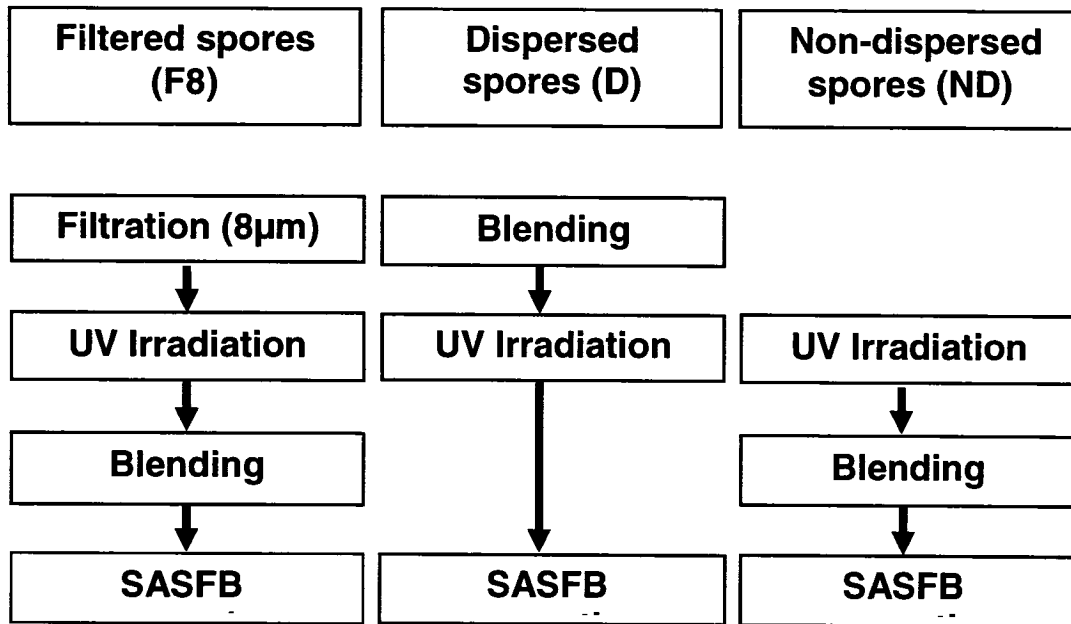 Filtered spores
(F8)
Dispersed
spores (D)
Non-dispersed
spores (ND)
Filtration (8µm)
Blending
UV Irradiation
UV Irradiation
UV Irradiation
Blending
Blending
SASFB
SASFB
SASFB